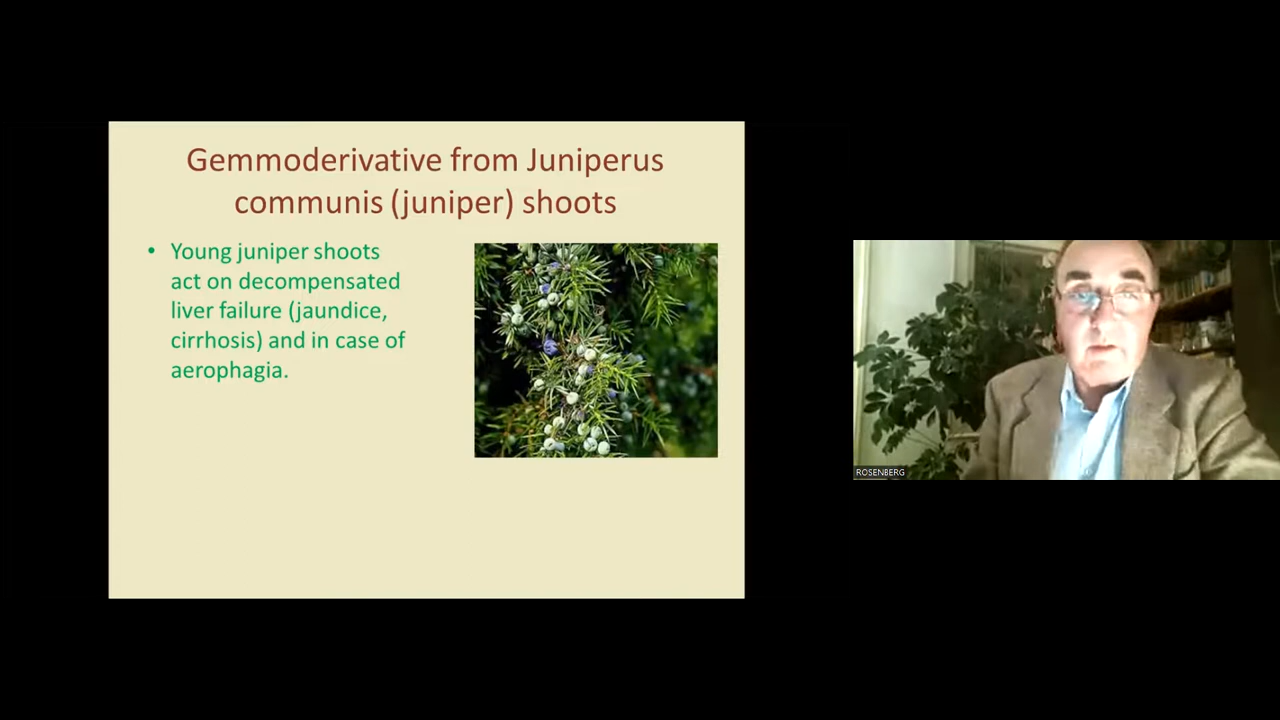 Gemmoderivative from Juniperus
communis (juniper) shoots
• Young juniper shoots
act on decompensated
liver failure (jaundice,
cirrhosis) and in case of
aerophagia.
ROSENBERG